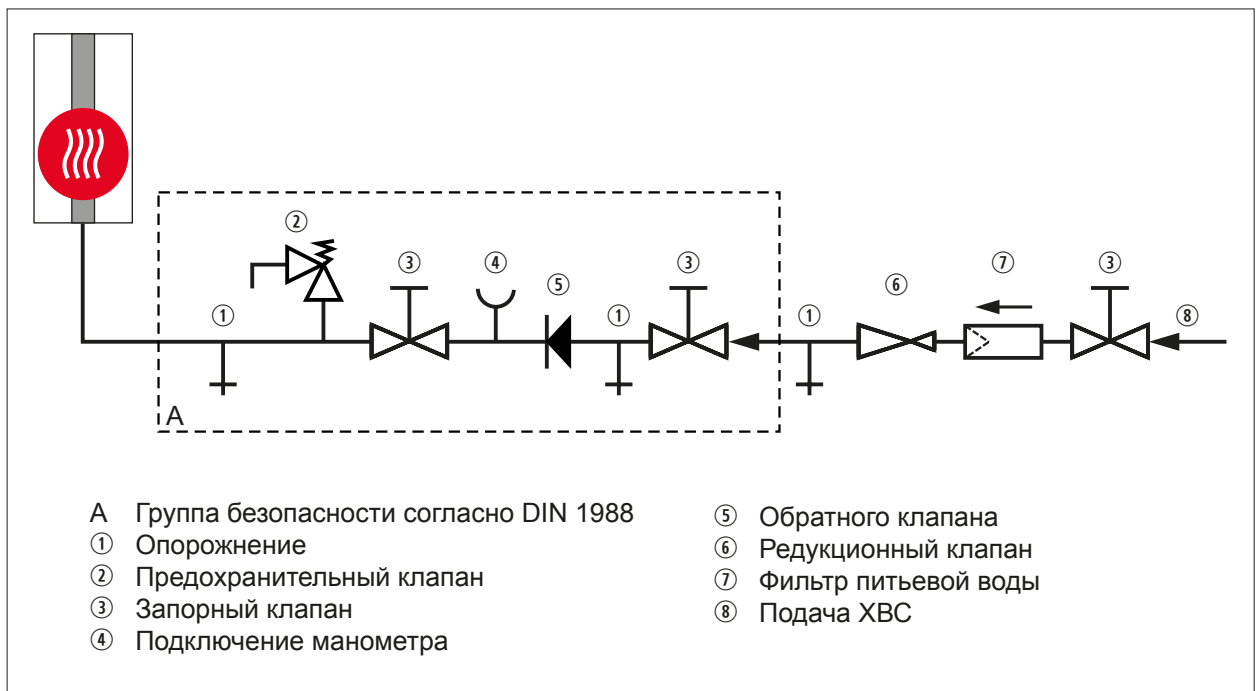 ②
③
④
③
⑦
③
⑤
⑥
①
①
①
⑧
A
A Группа безопасности согласно DIN 1988
① Опорожнение
② Предохранительный клапан
③ Запорный клапан
④ Подключение манометра
⑤ Обратного клапана
⑥ Редукционный клапан
⑦ Фильтр питьевой воды
⑧ Подача ХВС